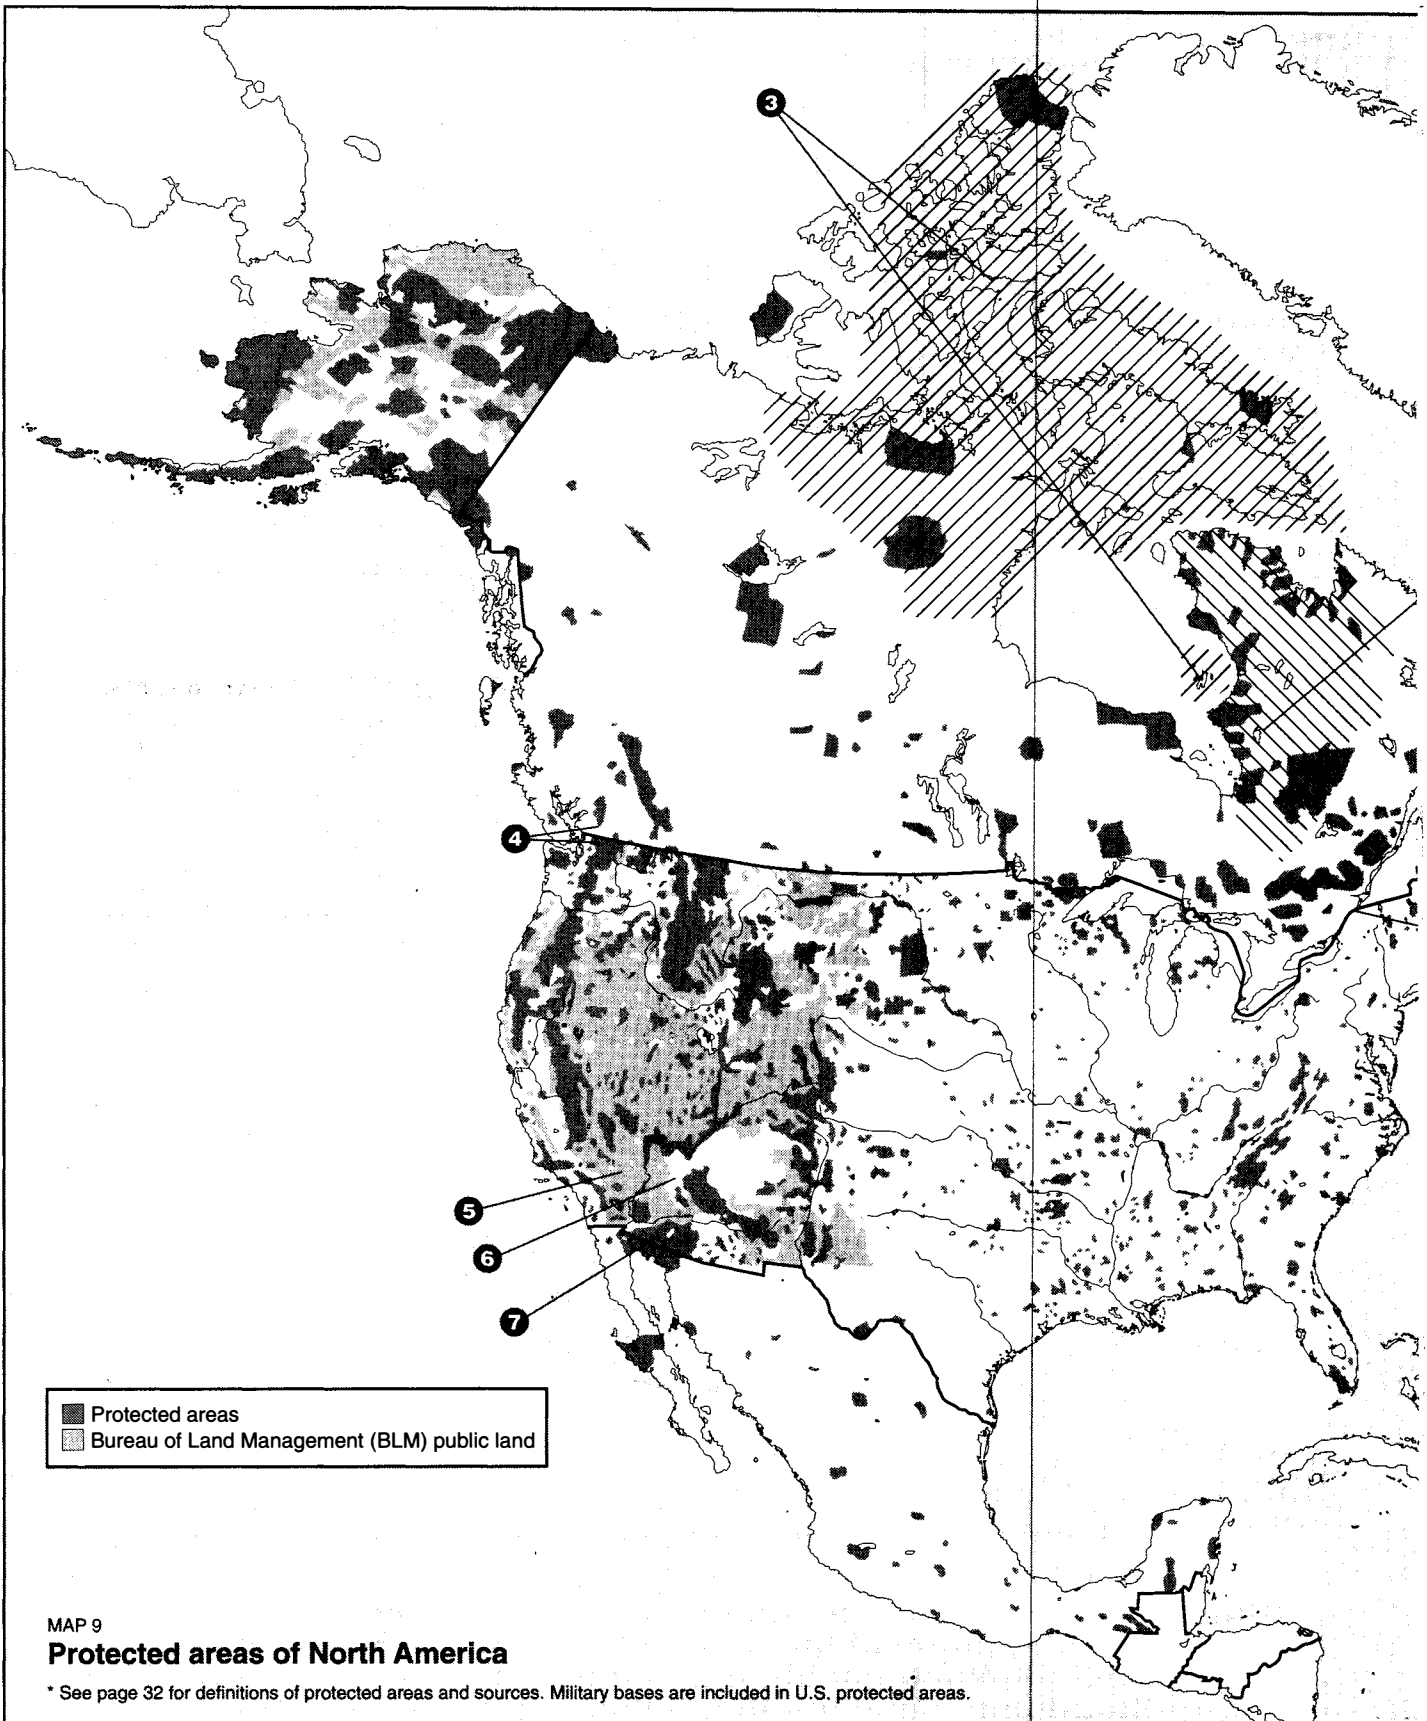 3
4
5
6
7
Protected areas
Bureau of Land Management (BLM) public land
MAP 9
Protected areas of North America
* See page 32 for definitions of protected areas and sources. Military bases are included in U.S. protected areas.